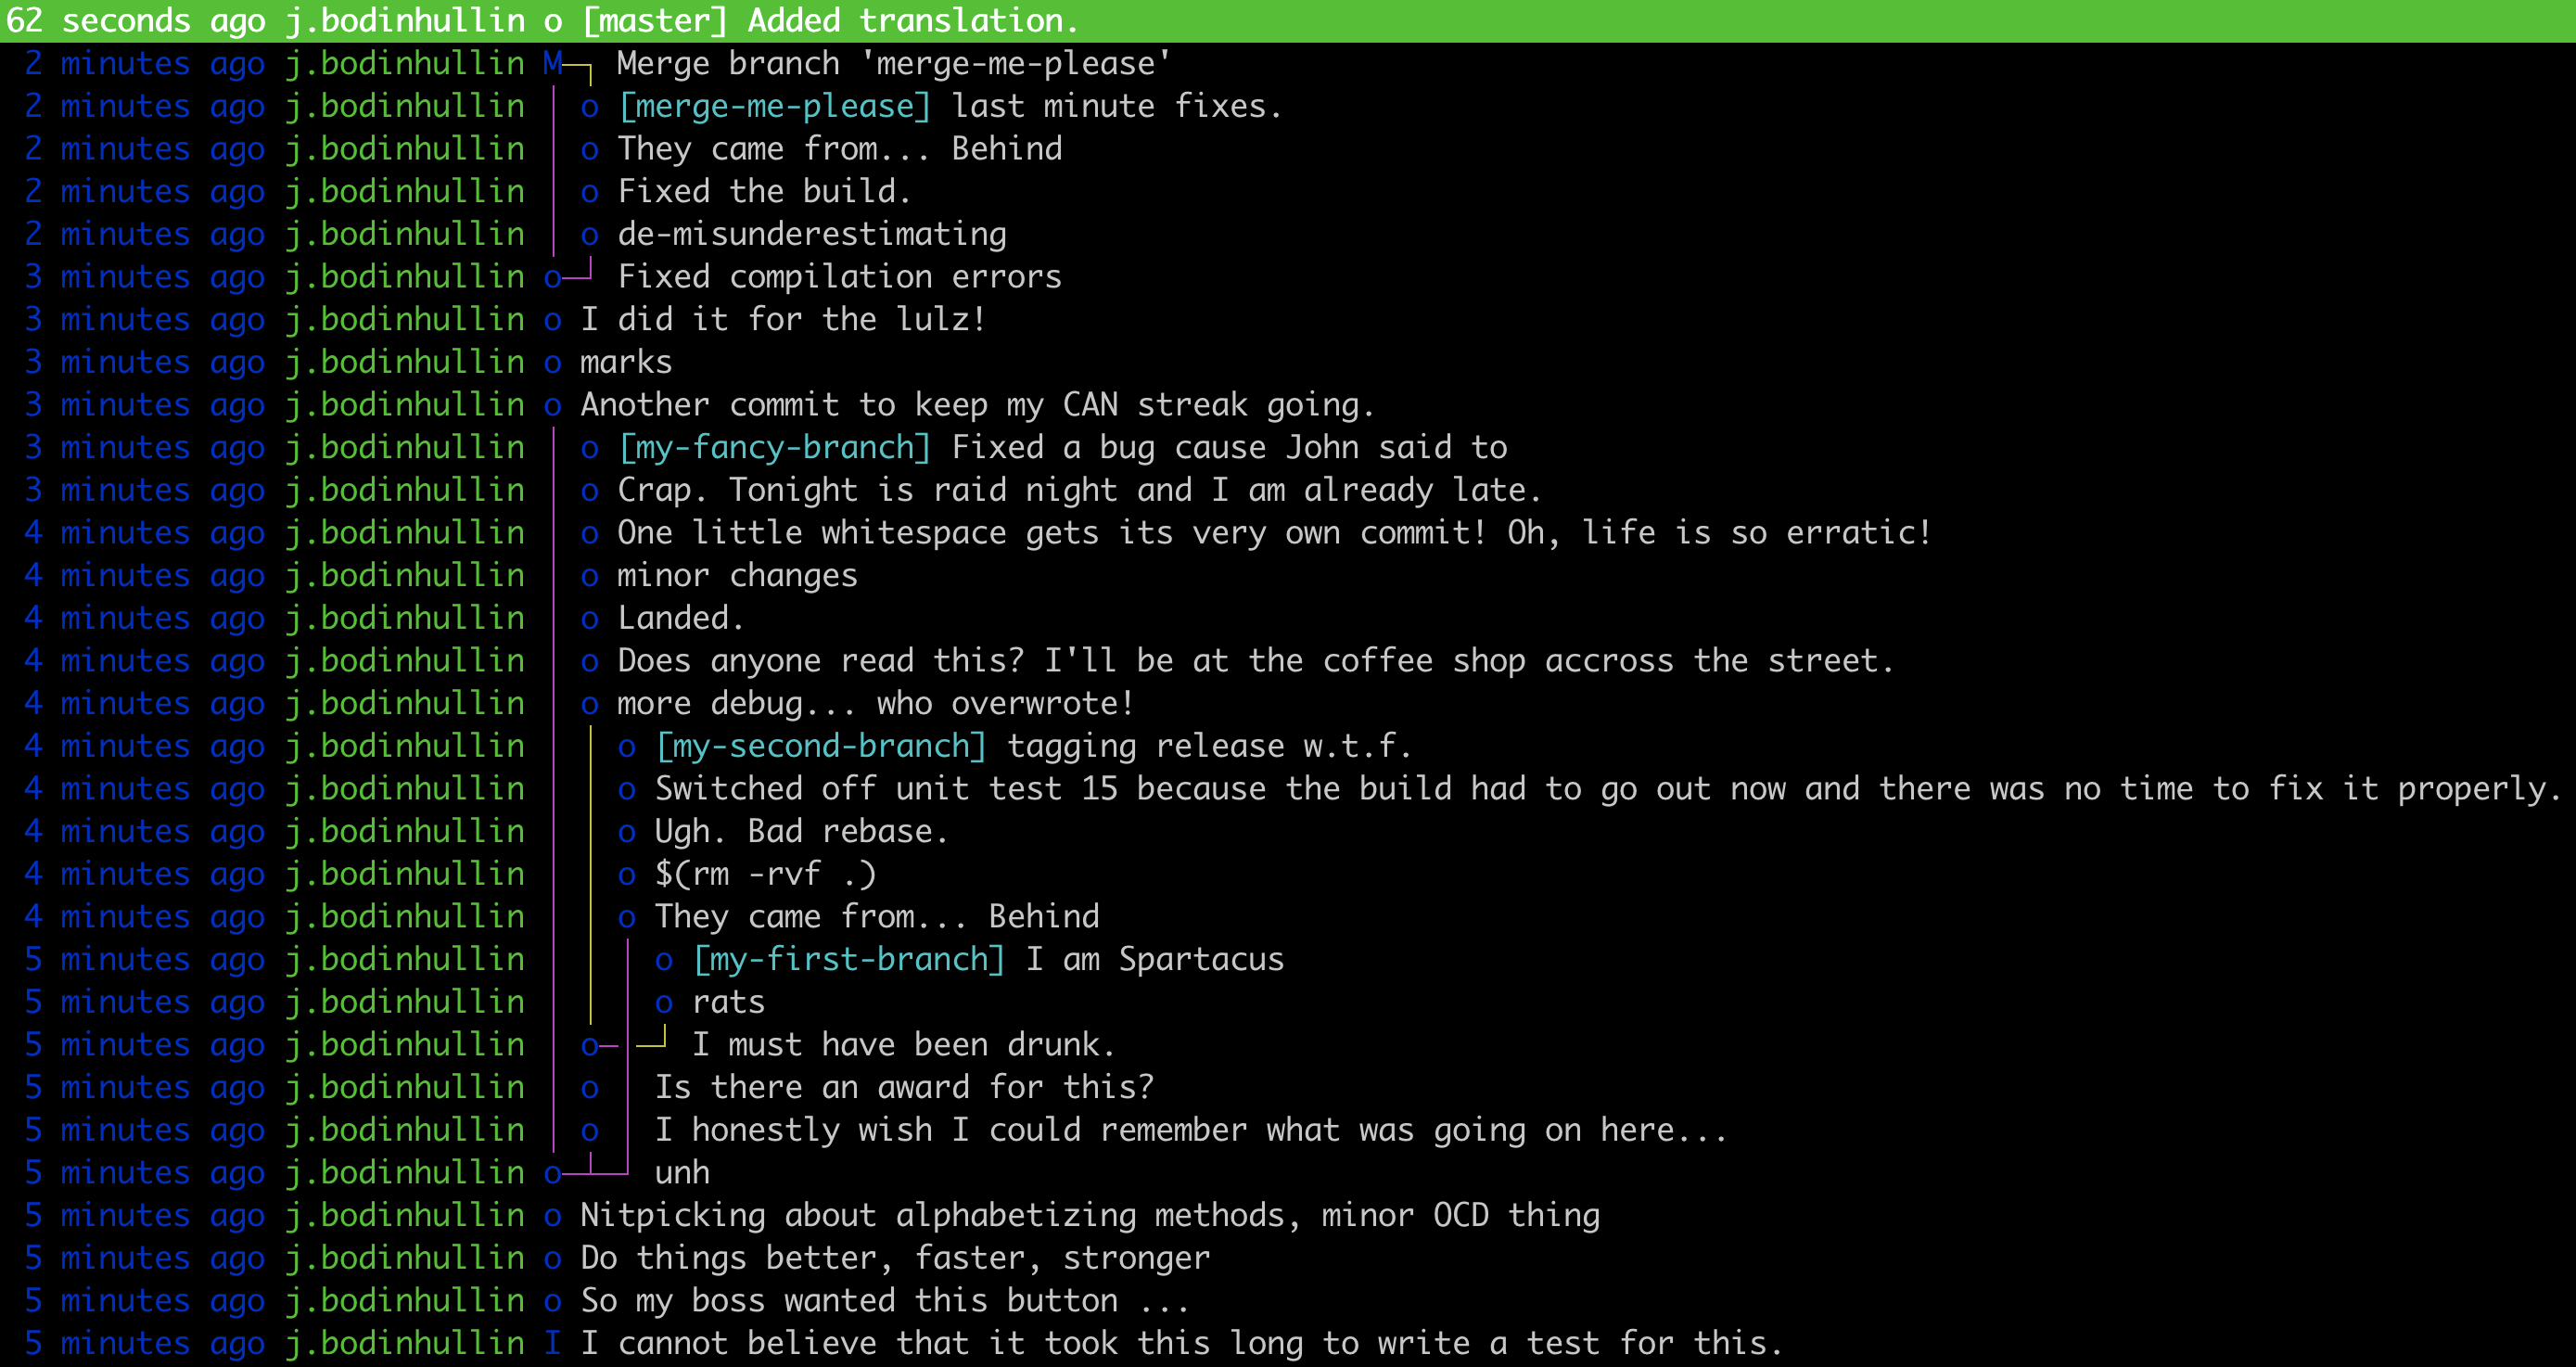 62 seconds ago j.bodinhullin o [master] Added translation.
2 minutes ago j.bodinhullin M Merge branch 'merge-me-please'
2 minutes ago j.bodinhullin o [merge-me-please] last minute fixes.
2 minutes ago j.bodinhullin o They came from... Behind
2 minutes ago j.bodinhullin o Fixed the build.
2 minutes ago j.bodinhullin o de-misunderestimating
3 minutes ago j.bodinhullin o Fixed compilation errors
3 minutes ago j.bodinhullin o I did it for the lulz!
3 minutes ago j.bodinhullin o marks
3 minutes ago j.bodinhullin o Another commit to keep my CAN streak going.
3 minutes ago j.bodinhullin o [my-fancy-branch] Fixed a bug cause John said to
3 minutes ago j.bodinhullin o Crap. Tonight is raid night and I am already late.
4 minutes ago j.bodinhullin o One little whitespace gets its very own commit! Oh, life is so erratic!
4 minutes ago j.bodinhullin o minor changes
4 minutes ago j.bodinhullin o Landed.
4 minutes ago j.bodinhullin o Does anyone read this? I'll be at the coffee shop accross the street.
4 minutes ago j.bodinhullin o more debug... who overwrote!
4 minutes ago j.bodinhullin o [my-second-branch] tagging release w.t.f.
4 minutes ago j.bodinhullin o Switched off unit test 15 because the build had to go out now and there was no time to fix it properly.
4 minutes ago j.bodinhullin o Ugh. Bad rebase.
4 minutes ago j.bodinhullin o $(rm -rvf .)
4 minutes ago j.bodinhullin o They came from... Behind
5 minutes ago j.bodinhullin o [my-first-branch] I am Spartacus
5 minutes ago j.bodinhullin o rats
5 minutes ago j.bodinhullin o I must have been drunk.
5 minutes ago j.bodinhullin o Is there an award for this?
5 minutes ago j.bodinhullin o I honestly wish I could remember what was going on here...
5 minutes ago j.bodinhullin o unh
5 minutes ago j.bodinhullin o Nitpicking about alphabetizing methods, minor OCD thing
5 minutes ago j.bodinhullin o Do things better, faster, stronger
5 minutes ago j.bodinhullin o So my boss wanted this button ...
5 minutes ago j.bodinhullin I I cannot believe that it took this long to write a test for this.